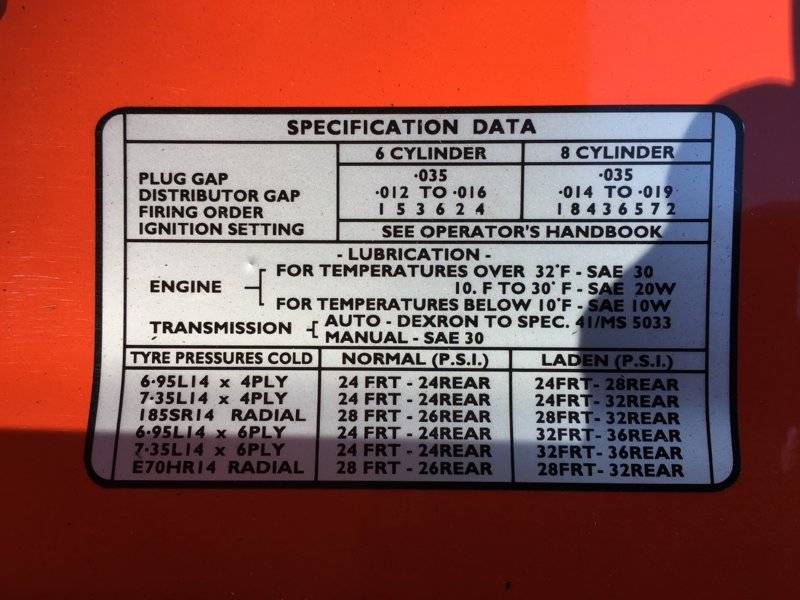 SPECIFICATION DATA
6 CYLINDER 8 CYLINDER
PLUG GAP ·035 ·035
DISTRIBUTOR GAP ·012 TO ·016 ·014 TO ·019
FIRING ORDER 1 5 3 6 2 4 1 8 4 3 6 5 7 2
IGNITION SETTING SEE OPERATOR'S HANDBOOK
- LUBRICATION -
FOR TEMPERATURES OVER 32°F - SAE 30
ENGINE 10. F TO 30° F - SAE 20W
FOR TEMPERATURES BELOW 10°F - SAE 10W
TRANSMISSION AUTO - DEXRON TO SPEC. 41/MS 5033
MANUAL - SAE 30
TYRE PRESSURES COLD NORMAL (P.S.I.) LADEN (P.S.I.)
6·95L14 x 4PLY 24 FRT - 24REAR 24FRT- 28REAR
7·35L14 x 4PLY 24 FRT - 24REAR 24FRT- 32REAR
185SR14 RADIAL 28 FRT - 26REAR 28FRT- 32REAR
6·95L14 x 6PLY 24 FRT - 24REAR 32FRT- 36REAR
7·35L14 x 6PLY 24 FRT - 24REAR 32FRT- 36REAR
E70HR14 RADIAL 28 FRT - 26REAR 28FRT- 32REAR